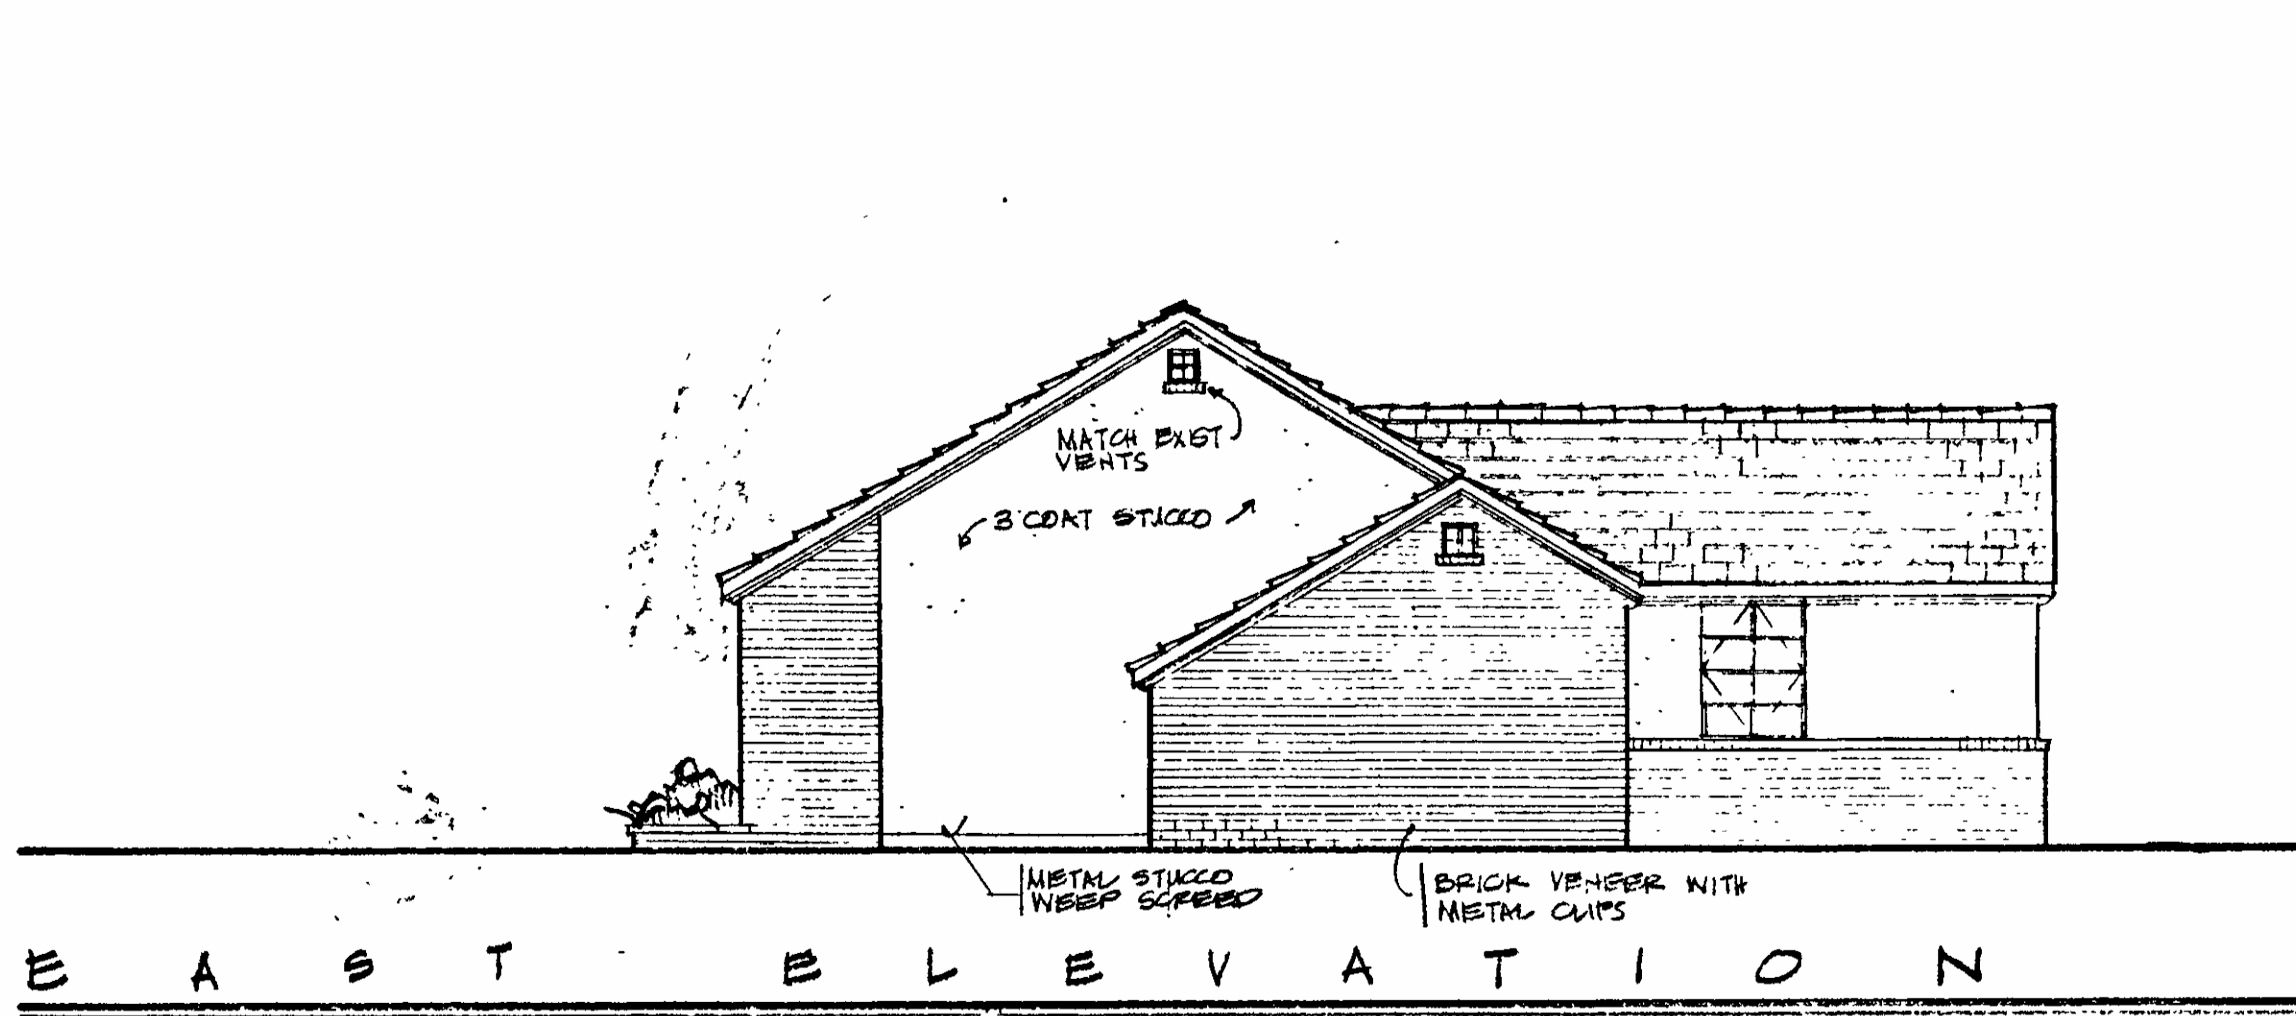 MATCH EXIST
VENTS
3 COAT STUCCO
METAL STUCCO
WEEP SCREED
BRICK VENEER WITH
METAL CLIPS
EAST ELEVATION